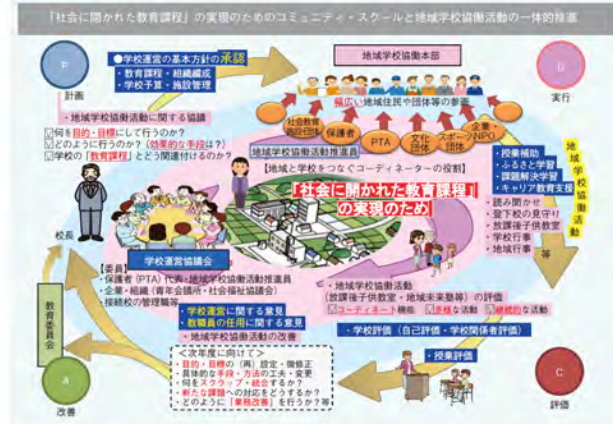 「社会に開かれた教育課程」の実現のためのコミュニティ・スクールと地域学校協働活動の一体的推進
P
計画
●学校運営の基本方針の承認
・教育課程・組織編成
・学校予算・施設管理
・地域学校協働活動に関する協議
☑何を目的・目標にして行うのか?
☑どのように行うのか?(効果的な手段は?)
☑学校の「教育課程」とどう関連付けるのか?
地域学校協働本部
幅広い地域住民や団体等の参画
社会教育施設・団体
保護者
PTA
文化団体
スポーツ団体
企業・NPO
D
実行
地域学校協働活動推進員
【地域と学校をつなぐコーディネーターの役割】
「社会に開かれた教育課程」
の実現のため
地域学校協働活動
・授業補助
・ふるさと学習
・課題解決学習
・キャリア教育支援
・読み聞かせ
・登下校の見守り
・放課後子供教室
・学校行事
・地域行事
等
校長
学校運営協議会
【委員】
・保護者(PTA)代表・地域学校協働活動推進員
・企業・組織(青年会議所・社会福祉協議会)
・接続校の管理職等
・学校運営に関する意見
・教職員の任用に関する意見
・地域学校協働活動の改善
・地域学校協働活動
(放課後子供教室・地域未来塾等)の評価
☑コーディネート機能 ☑多様な活動 ☑継続的な活動
・学校評価(自己評価・学校関係者評価)
・授業評価
教育委員会
A
改善
<次年度に向けて>
・目的・目標の(再)設定・微修正
・具体的な手段・方法の工夫・変更
・何をスクラップ・統合するか?
・新たな課題への対応をどうするか?
・どのように「業務改善」を行うか?等
C
評価